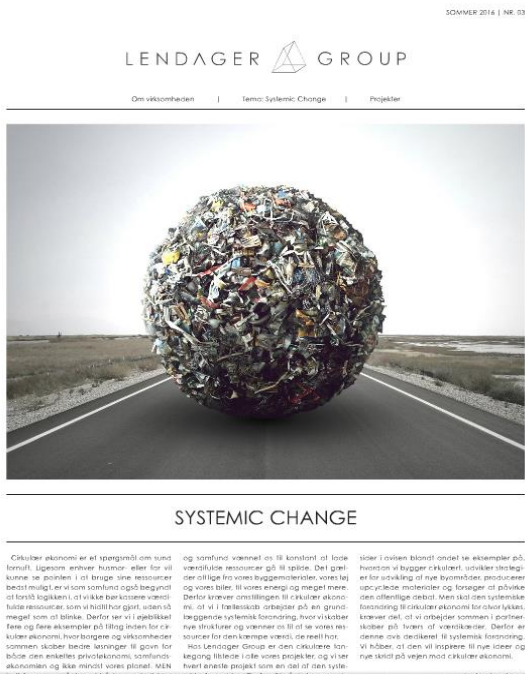 SOMMER 2016 | NR. 03
LENDAGER GROUP
Om virksomheden | Tema: Systemic Change | Projekter
SYSTEMIC CHANGE
Cirkulær økonomi er et spørgsmål om sund
fornuft. Ligesom enhver husmor- eller far vil
kunne se pointen i at bruge sine ressourcer
bedst muligt, er vi som samfund også begyndt
at forstå logikken i, at vi ikke bør kassere værdi-
fulde ressourcer, som vi hidtil har gjort, uden så
meget som at blinke. Derfor ser vi i øjeblikket
flere og flere eksempler på tiltag inden for cir-
kulær økonomi, hvor borgere og virksomheder
sammen skaber bedre løsninger til gavn for
både den enkeltes privatøkonomi, samfunds-
økonomien og ikke mindst vores planet. MEN
og samfund vænnet os til konstant at lade
værdifulde ressourcer gå til spilde. Det gæl-
der alt lige fra vores byggematerialer, vores tøj
og vores biler, til vores energi og meget mere.
Derfor kræver omstillingen til cirkulær økono-
mi, at vi i fællesskab arbejder på en grund-
læggende systemisk forandring, hvor vi skaber
nye strukturer og vænner os til at se vores res-
sourcer for den kæmpe værdi, de reelt har.
Hos Lendager Group er den cirkulære tan-
kegang tilstede i alle vores projekter, og vi ser
hvert eneste projekt som en del af den syste-
sider i avisen blandt andet se eksempler på,
hvordan vi bygger cirkulært, udvikler strategi-
er for udvikling af nye byområder, producerer
upcyclede materialer og forsøger at påvirke
den offentlige debat. Men skal den systemiske
forandring til cirkulær økonomi for alvor lykkes,
kræver det, at vi arbejder sammen i partner-
skaber på tværs af værdikæder. Derfor er
denne avis dedikeret til systemisk forandring.
Vi håber, at den vil inspirere til nye ideer og
nye skridt på vejen mod cirkulær økonomi.